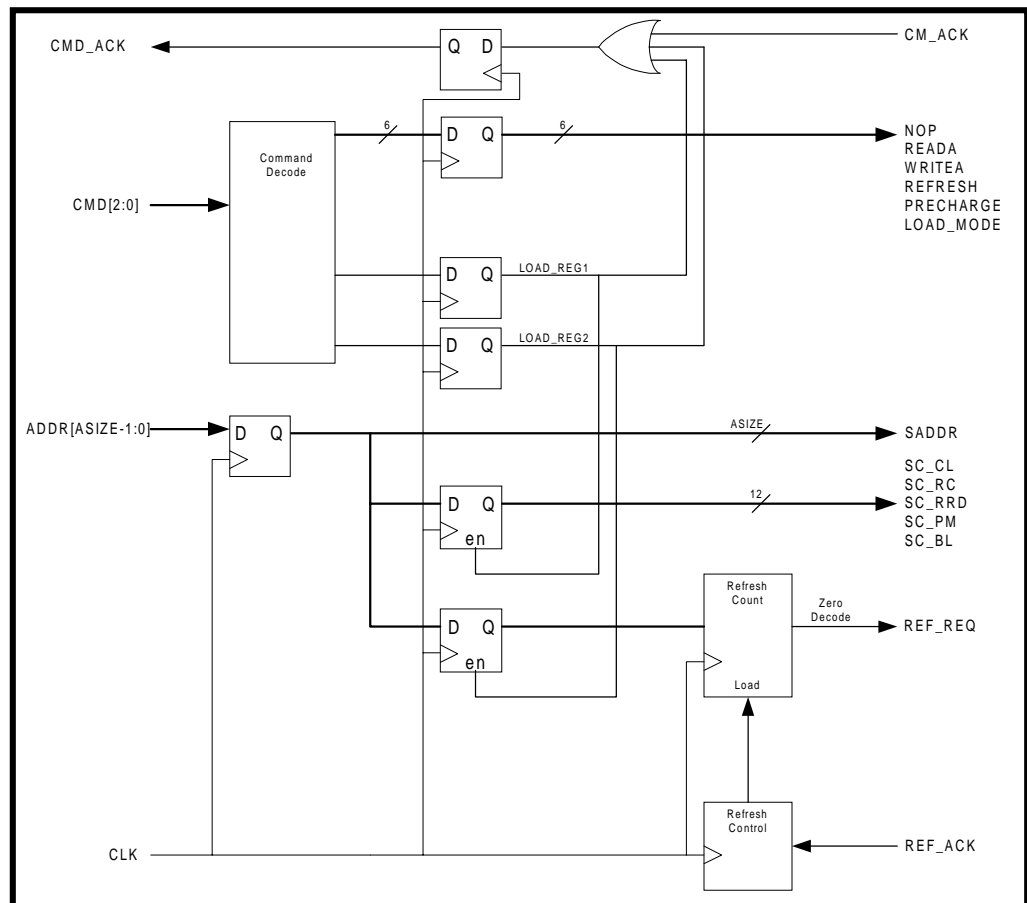 CMD_ACK
Q D
CM_ACK
6
D Q
6
NOP
READA
WRITEA
REFRESH
PRECHARGE
LOAD_MODE
Command
Decode
CMD[2:0]
D Q
LOAD_REG1
D Q
LOAD_REG2
ADDR[ASIZE-1:0]
D Q
ASIZE
SADDR
D Q
en
12
SC_CL
SC_RC
SC_RRD
SC_PM
SC_BL
D Q
en
Refresh
Count
Load
Zero
Decode
REF_REQ
Refresh
Control
REF_ACK
CLK